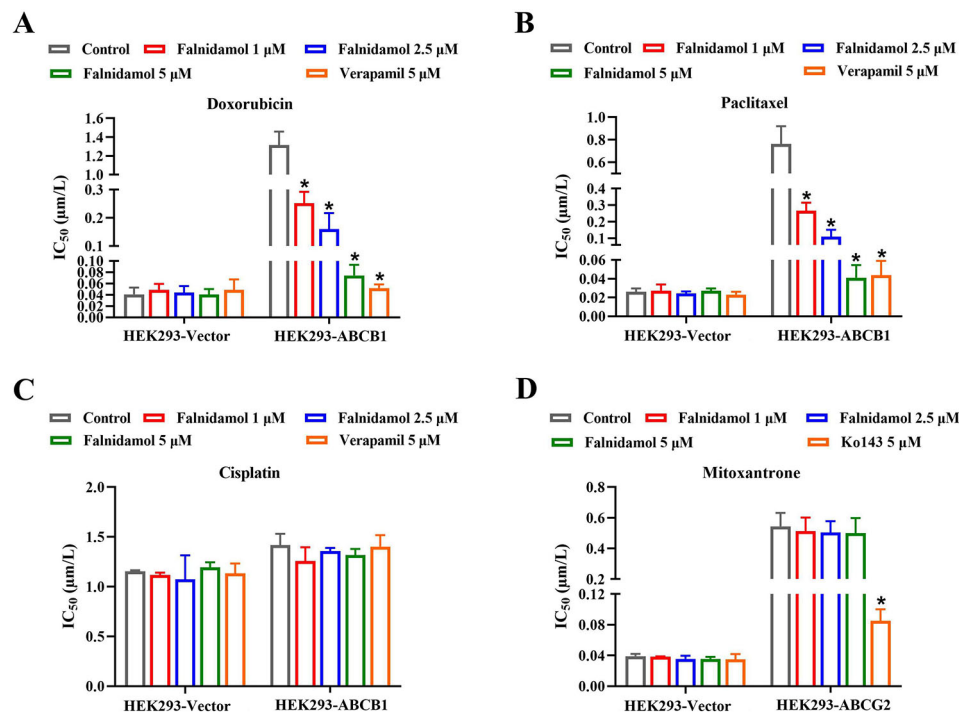 A
Control Falnidamol 1 μM Falnidamol 2.5 μM
Falnidamol 5 μM Verapamil 5 μM
Doxorubicin
IC50 (μm/L)
1.6
1.4
1.2
1.0
0.3
0.2
0.1
0.10
0.08
0.06
0.04
0.02
0.00
* * * *
HEK293-Vector HEK293-ABCB1
B
Control Falnidamol 1 μM Falnidamol 2.5 μM
Falnidamol 5 μM Verapamil 5 μM
Paclitaxel
IC50 (μm/L)
1.0
0.8
0.6
0.5
0.4
0.3
0.2
0.1
0.06
0.04
0.02
0.00
* * * *
HEK293-Vector HEK293-ABCB1
C
Control Falnidamol 1 μM Falnidamol 2.5 μM
Falnidamol 5 μM Verapamil 5 μM
Cisplatin
IC50 (μm/L)
2.0
1.5
1.0
0.5
0.0
HEK293-Vector HEK293-ABCB1
D
Control Falnidamol 1 μM Falnidamol 2.5 μM
Falnidamol 5 μM Ko143 5 μM
Mitoxantrone
IC50 (μm/L)
0.8
0.6
0.4
0.2
0.12
0.08
0.04
0.00
*
HEK293-Vector HEK293-ABCG2